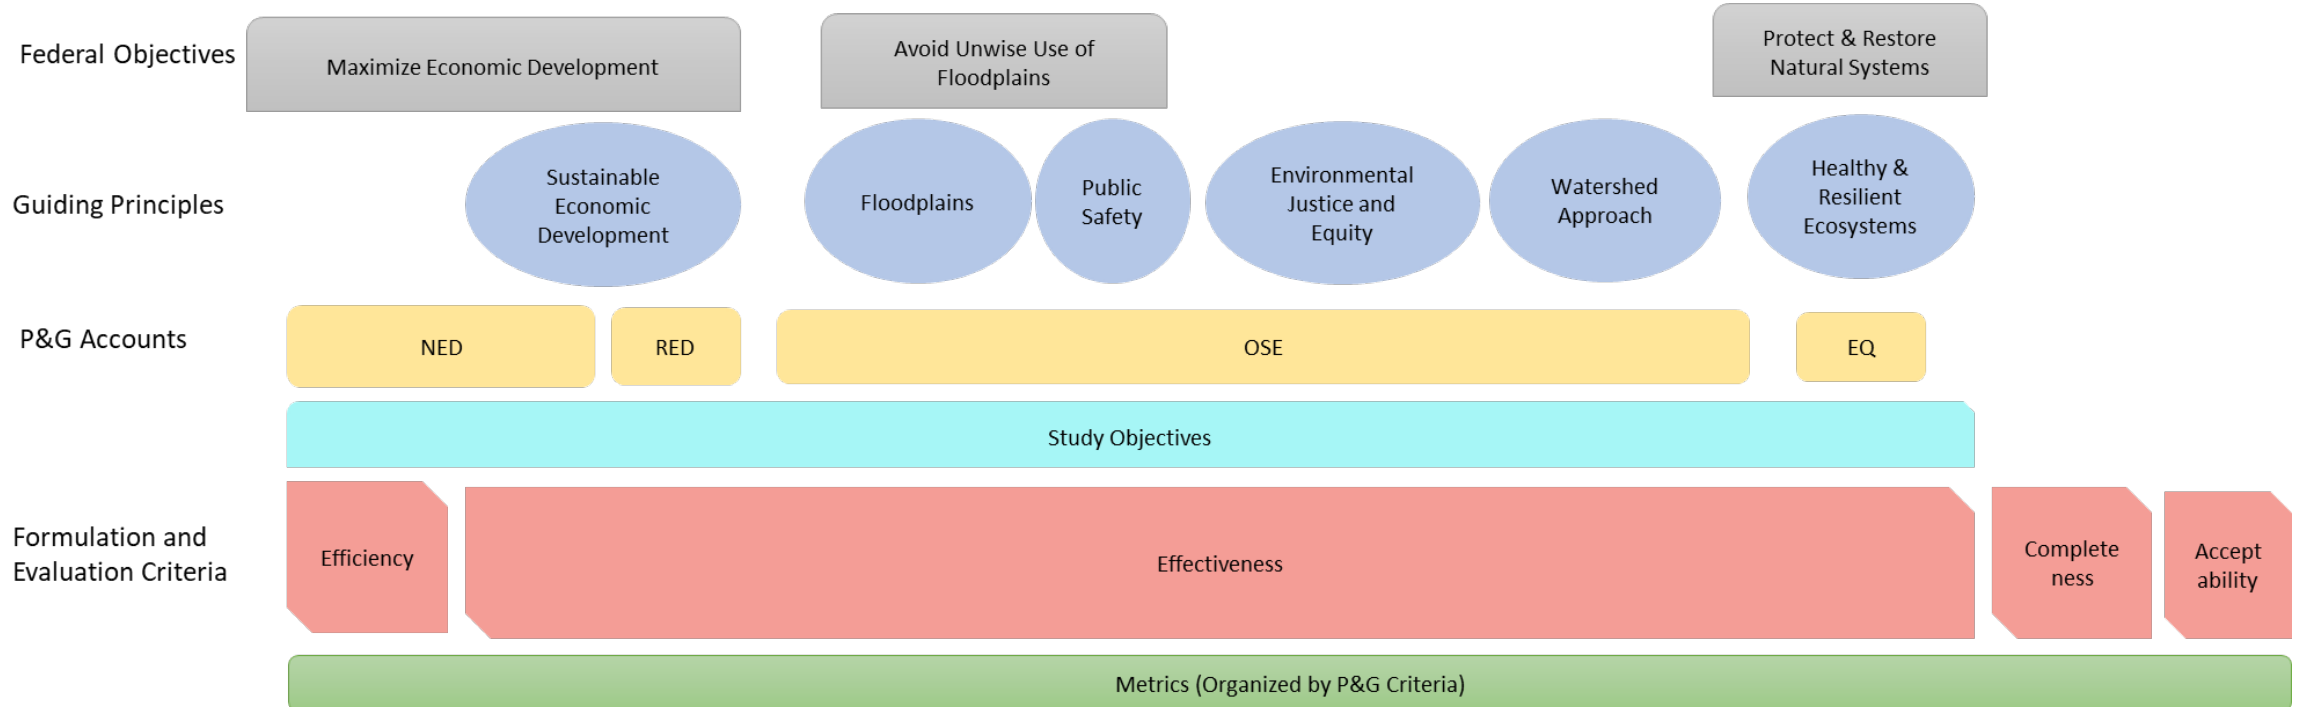 Federal Objectives
Maximize Economic Development
Avoid Unwise Use of
Floodplains
Protect & Restore
Natural Systems
Guiding Principles
Sustainable
Economic
Development
Floodplains
Public
Safety
Environmental
Justice and
Equity
Watershed
Approach
Healthy &
Resilient
Ecosystems
P&G Accounts
NED
RED
OSE
EQ
Study Objectives
Formulation and
Evaluation Criteria
Efficiency
Effectiveness
Complete
ness
Accept
ability
Metrics (Organized by P&G Criteria)